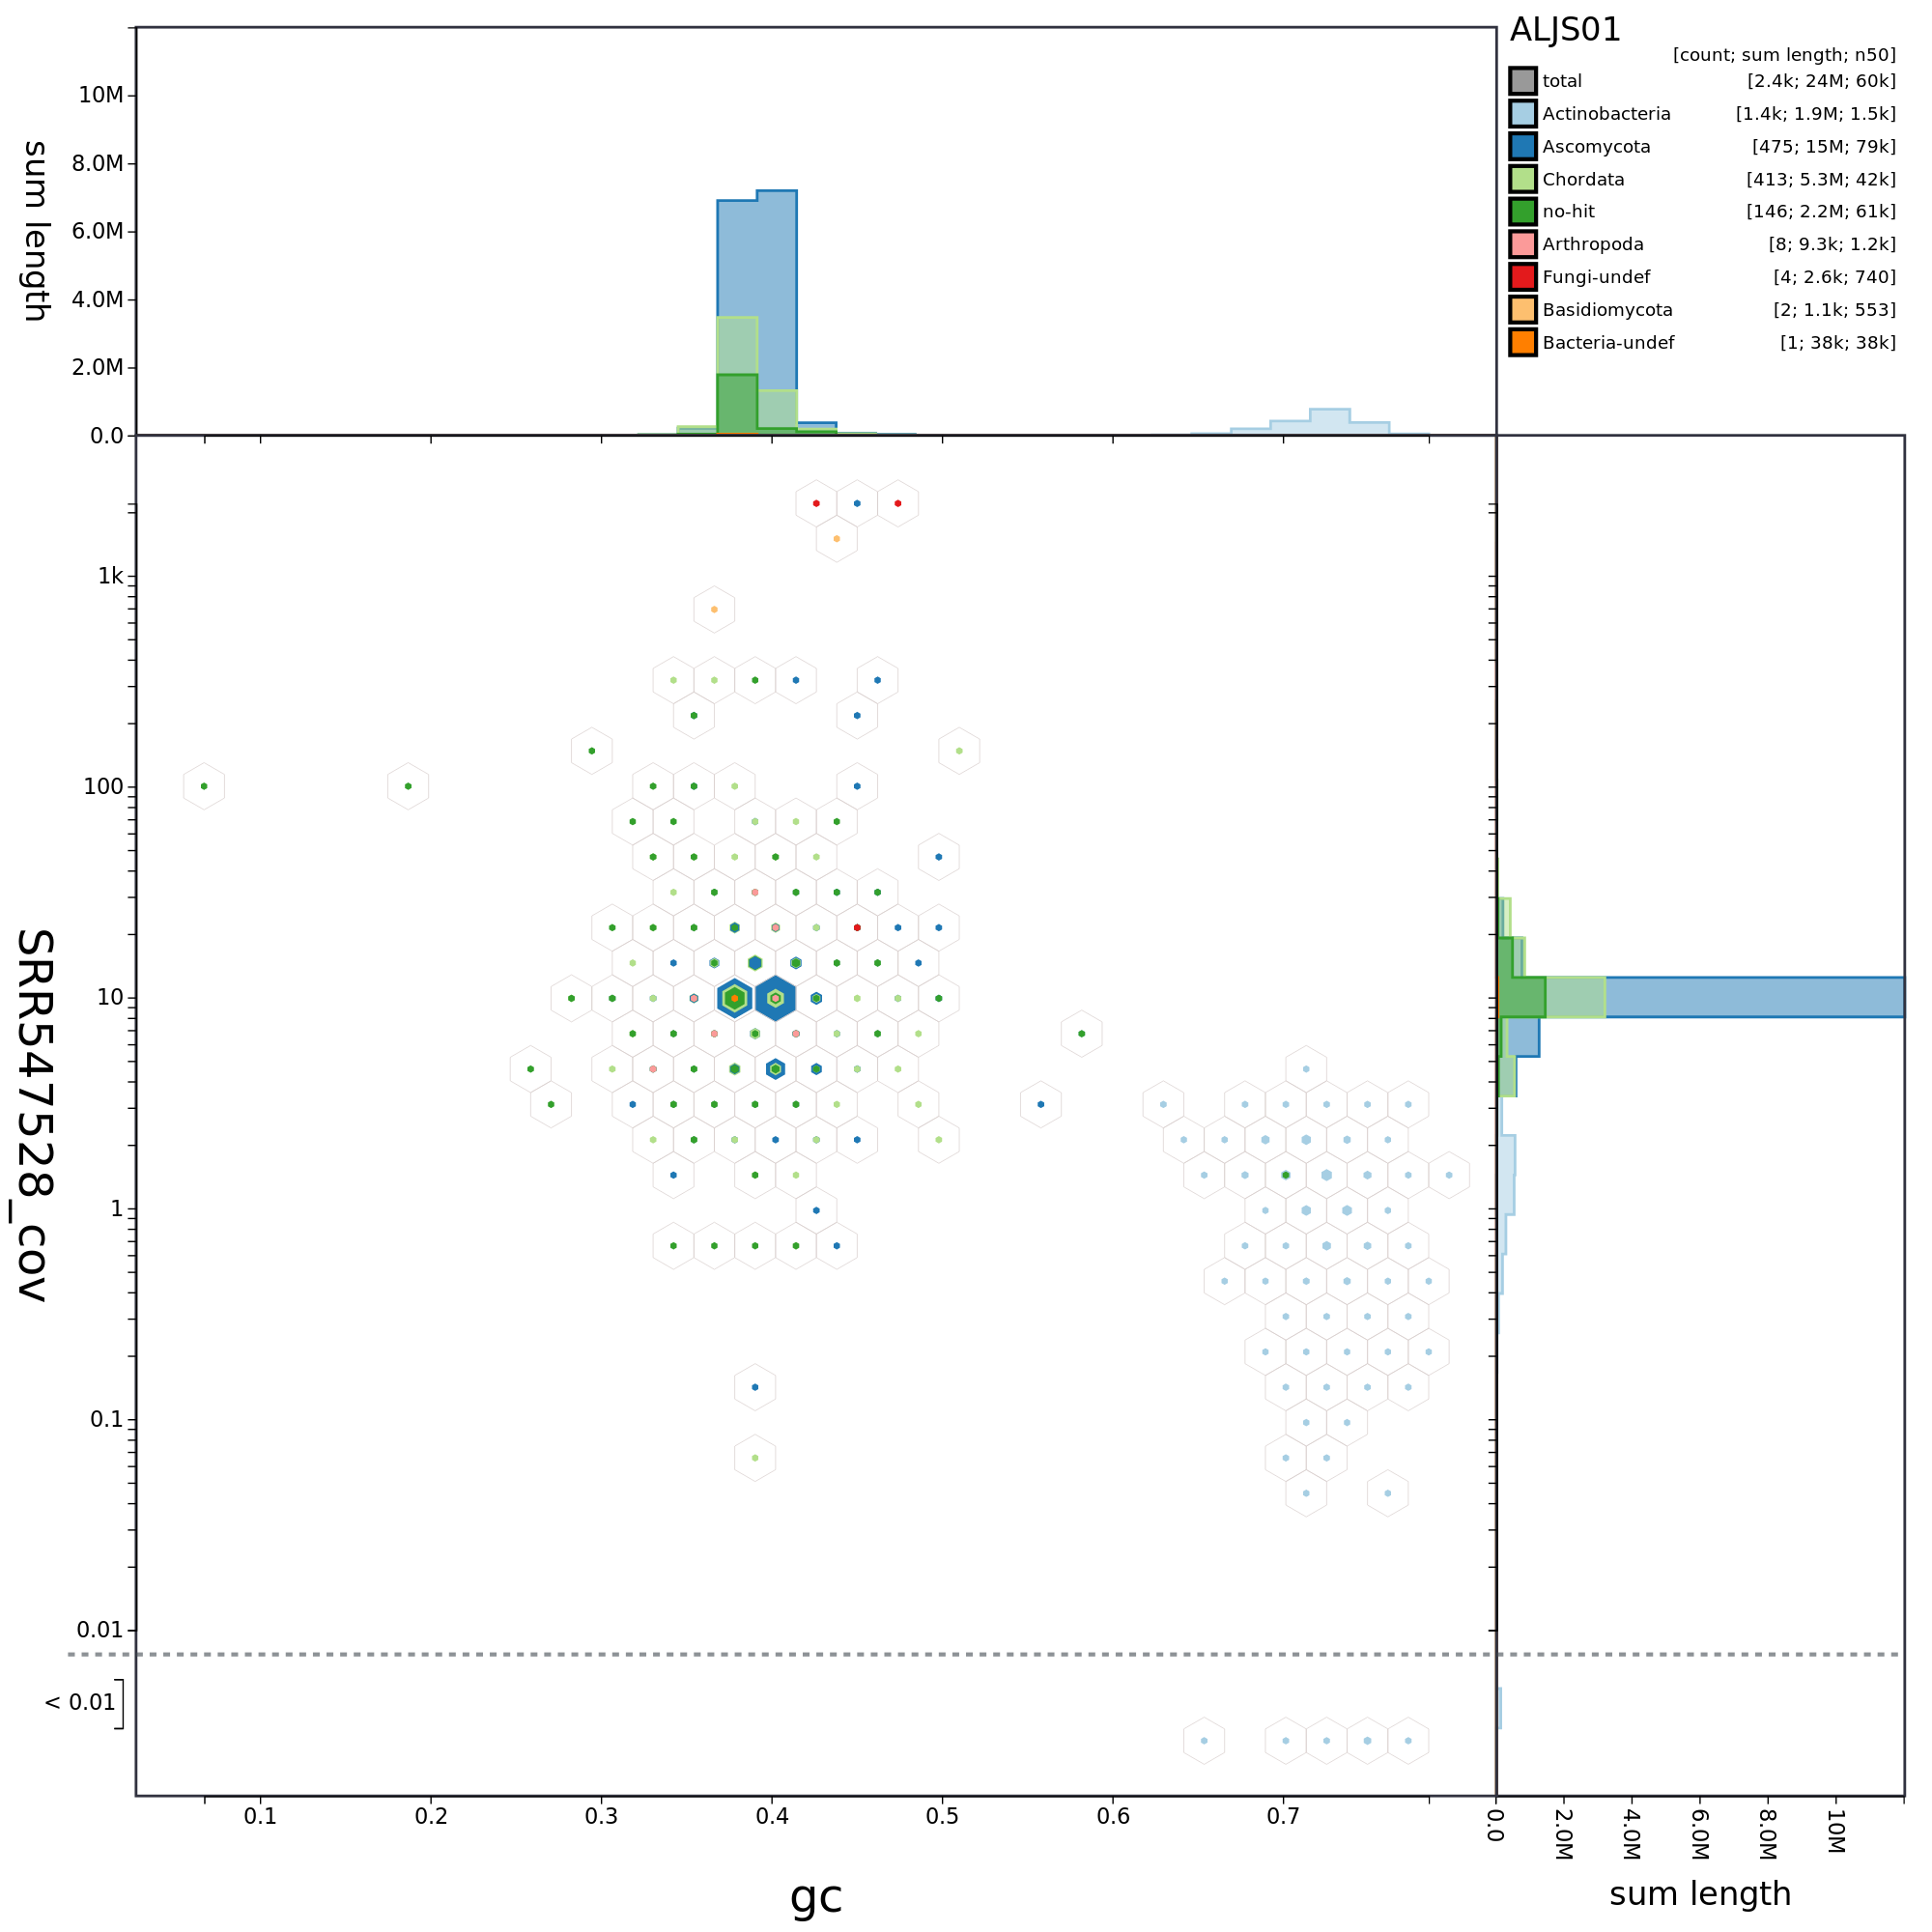 ALJS01
[count; sum length; n50]
total [2.4k; 24M; 60k]
Actinobacteria [1.4k; 1.9M; 1.5k]
Ascomycota [475; 15M; 79k]
Chordata [413; 5.3M; 42k]
no-hit [146; 2.2M; 61k]
Arthropoda [8; 9.3k; 1.2k]
Fungi-undef [4; 2.6k; 740]
Basidiomycota [2; 1.1k; 553]
Bacteria-undef [1; 38k; 38k]
sum length
10M
8.0M
6.0M
4.0M
2.0M
0.0
SRR547528_cov
1k
100
10
1
0.1
0.01
< 0.01
0.1 0.2 0.3 0.4 0.5 0.6 0.7
gc
0.0 2.0M 4.0M 6.0M 8.0M 10M
sum length